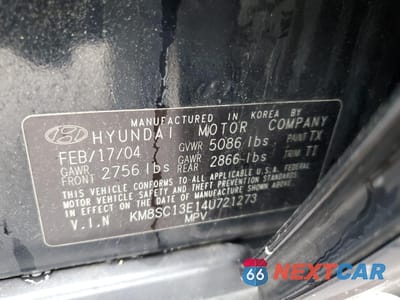 MANUFACTURED IN KOREA BY
HYUNDAI MOTOR COMPANY
FEB/17/04 GVWR 5086 lbs PAINT TX
GAWR FRONT 2756 lbs GAWR REAR 2866 lbs TRIM TI
THIS VEHICLE CONFORMS TO ALL APPLICABLE U.S.A. FEDERAL
MOTOR VEHICLE SAFETY AND THEFT PREVENTION STANDARDS
IN EFFECT ON THE DATE OF MANUFACTURE SHOWN ABOVE.
V.I.N KM8SC13E14U721273
MPV
66 NEXTCAR